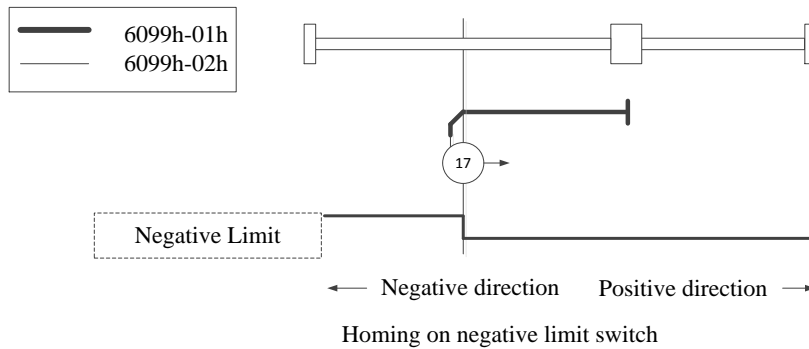 6099h-01h
6099h-02h
17
Negative Limit
Negative direction
Positive direction
Homing on negative limit switch